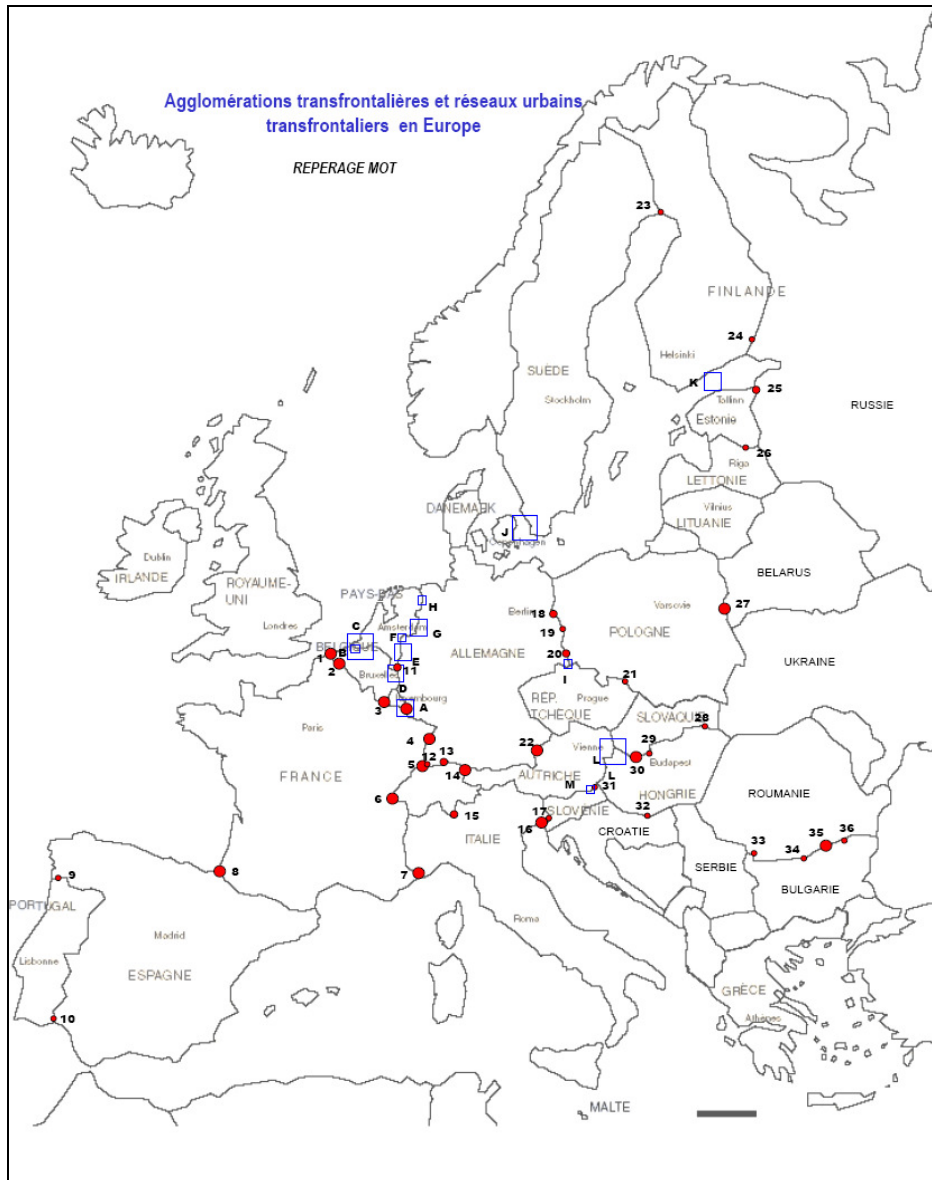 Agglomérations transfrontalières et réseaux urbains
transfrontaliers en Europe
REPERAGE MOT
23
FINLANDE
24
Helsinki
SUÈDE
K
25
Stockholm
Tallinn
RUSSIE
Estonie
26
Riga
LETTONIE
DANEMARK
Vilnius
LITUANIE
J
Dublin
IRLANDE
ROYAUME-
UNI
BELARUS
PAYS-BAS
H
Berlin
18
Varsovie
27
Londres
C
Amsterdam
G
19
POLOGNE
F
BELGIQUE
B
1
ALLEMAGNE
20
UKRAINE
2
E
11
Bruxelles
I
D
21
Luxembourg
RÉP.
TCHÈQUE
Prague
3
A
SLOVAQUIE
28
Paris
4
22
Vienne
29
L
13
12
5
30
Budapest
FRANCE
14
AUTRICHE
L
M
31
HONGRIE
6
ROUMANIE
15
17
SLOVÉNIE
32
16
ITALIE
CROATIE
33
34
35
36
8
7
SERBIE
9
BULGARIE
PORTUGAL
Roma
Madrid
Lisbonne
ESPAGNE
GRÈCE
10
Athènes
MALTE